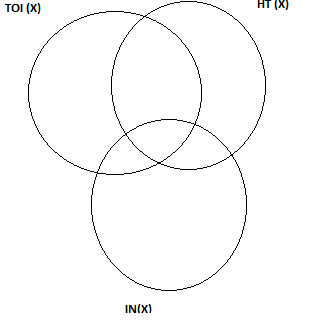 TOI (X)
HT (X)
IN(X)